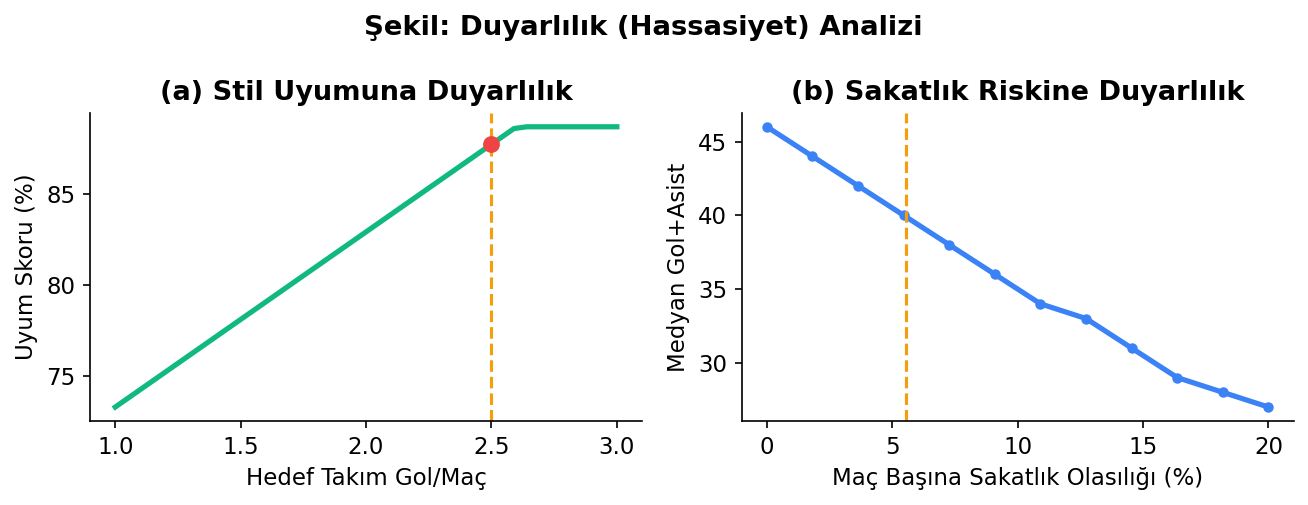 Şekil: Duyarlılık (Hassasiyet) Analizi
(a) Stil Uyumuna Duyarlılık
Uyum Skoru (%)
85
80
75
1.0 1.5 2.0 2.5 3.0
Hedef Takım Gol/Maç
(b) Sakatlık Riskine Duyarlılık
Medyan Gol+Asist
45
40
35
30
0 5 10 15 20
Maç Başına Sakatlık Olasılığı (%)